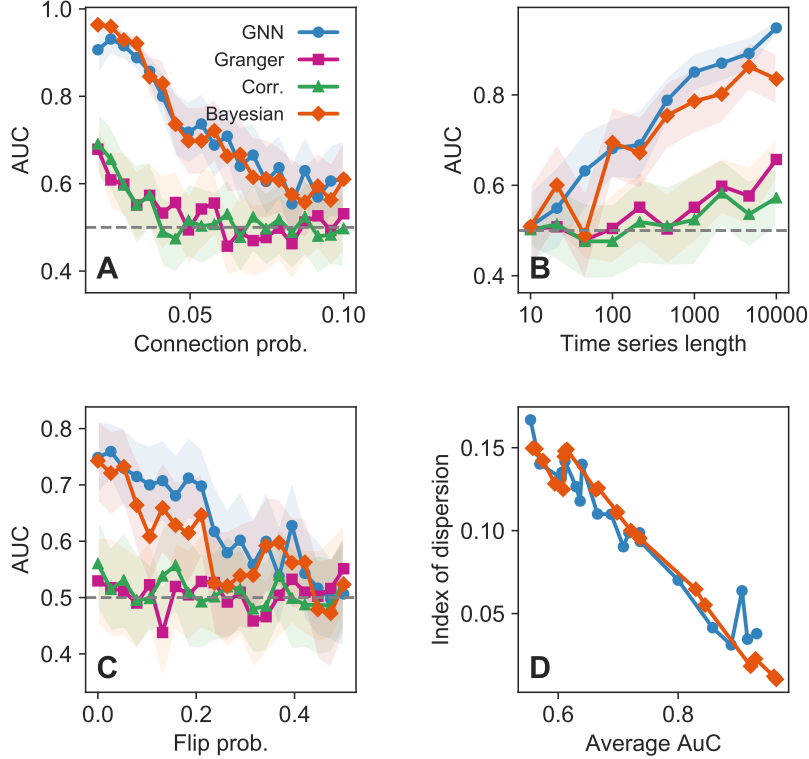 1.0
0.8
0.6
0.4
AUC
GNN
Granger
Corr.
Bayesian
A
0.05
0.10
Connection prob.
0.8
0.6
0.4
AUC
B
10
100
1000
10000
Time series length
0.8
0.7
0.6
0.5
0.4
AUC
C
0.0
0.2
0.4
Flip prob.
0.15
0.10
0.05
Index of dispersion
D
0.6
0.8
Average AuC